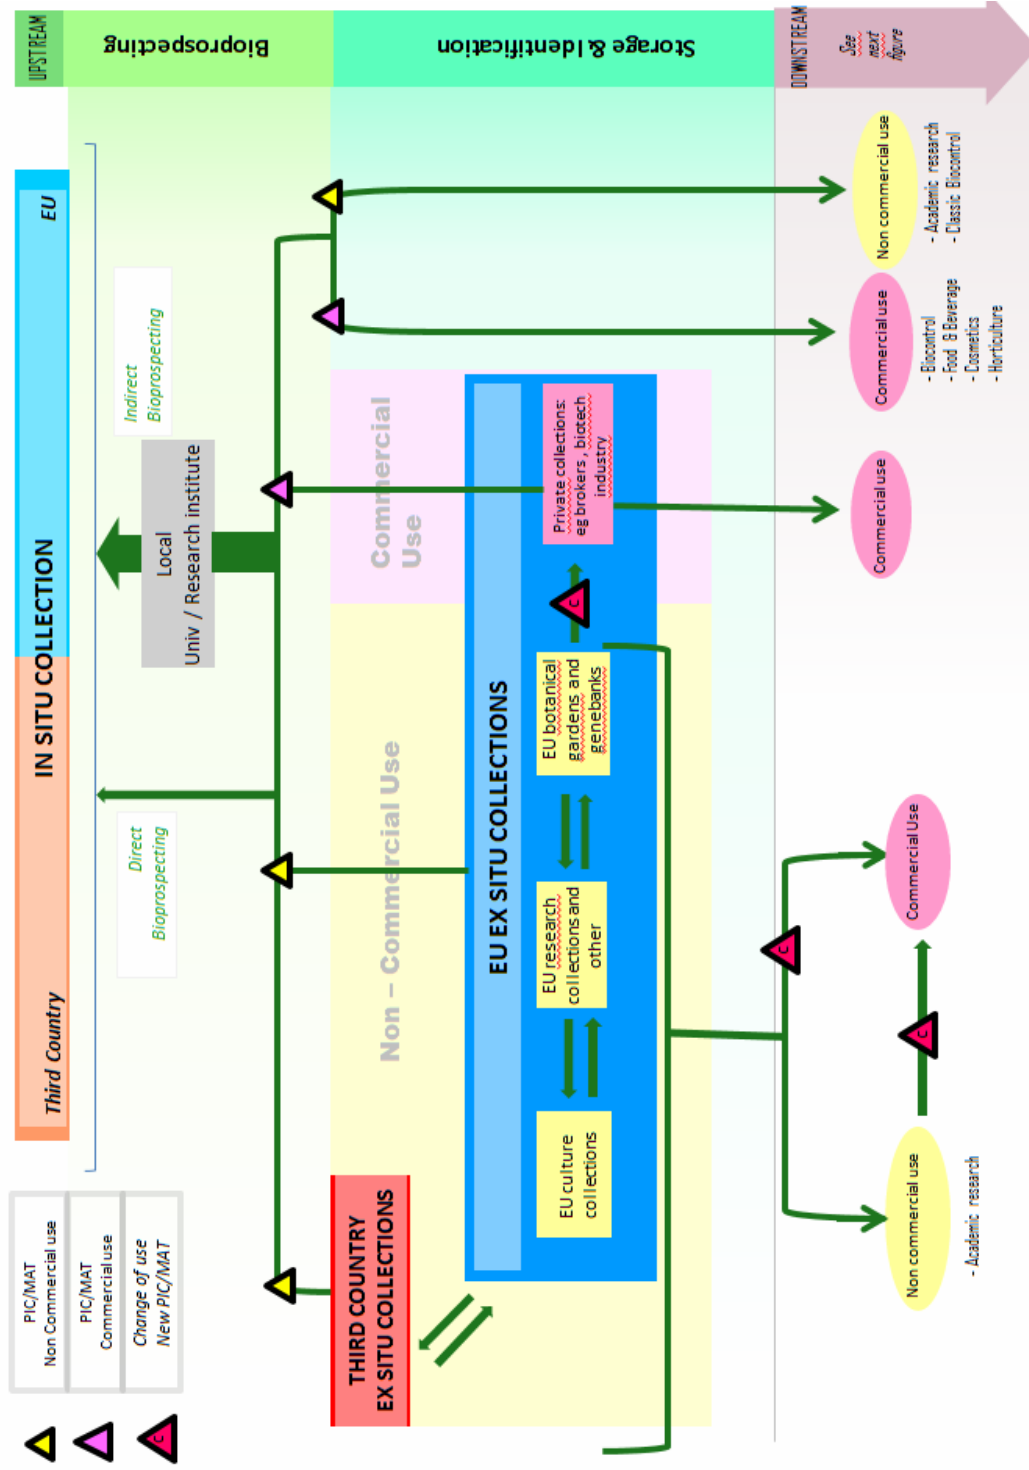 PIC/MAT
Non Commercial use
PIC/MAT
Commercial use
Change of use
New PIC/MAT
C
IN SITU COLLECTION
Third Country
EU
UPSTREAM
Direct
Bioprospecting
Local
Univ / Research institute
Indirect
Bioprospecting
Bioprospecting
THIRD COUNTRY
EX SITU COLLECTIONS
Non – Commercial Use
Commercial
Use
Storage & Identification
EU EX SITU COLLECTIONS
EU culture
collections
EU research
collections and
other
EU botanical
gardens and
genebanks
C
Private collections:
eg brokers , biotech
industry
C
DOWNSTREAM
See
next
figure
Non commercial use
- Academic research
C
Commercial Use
Commercial use
Commercial use
- Biocontrol
- Food & Beverage
- Cosmetics
- Horticulture
Non commercial use
- Academic research
- Classic Biocontrol